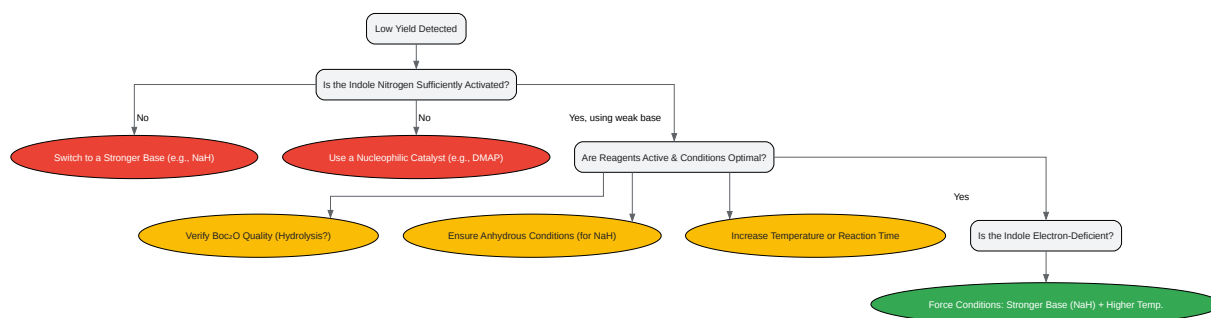 Low Yield Detected
Is the Indole Nitrogen Sufficiently Activated?
No
No
Yes, using weak base
Switch to a Stronger Base (e.g., NaH)
Use a Nucleophilic Catalyst (e.g., DMAP)
Are Reagents Active & Conditions Optimal?
Yes
Verify Boc₂O Quality (Hydrolysis?)
Ensure Anhydrous Conditions (for NaH)
Increase Temperature or Reaction Time
Is the Indole Electron-Deficient?
Force Conditions: Stronger Base (NaH) + Higher Temp.